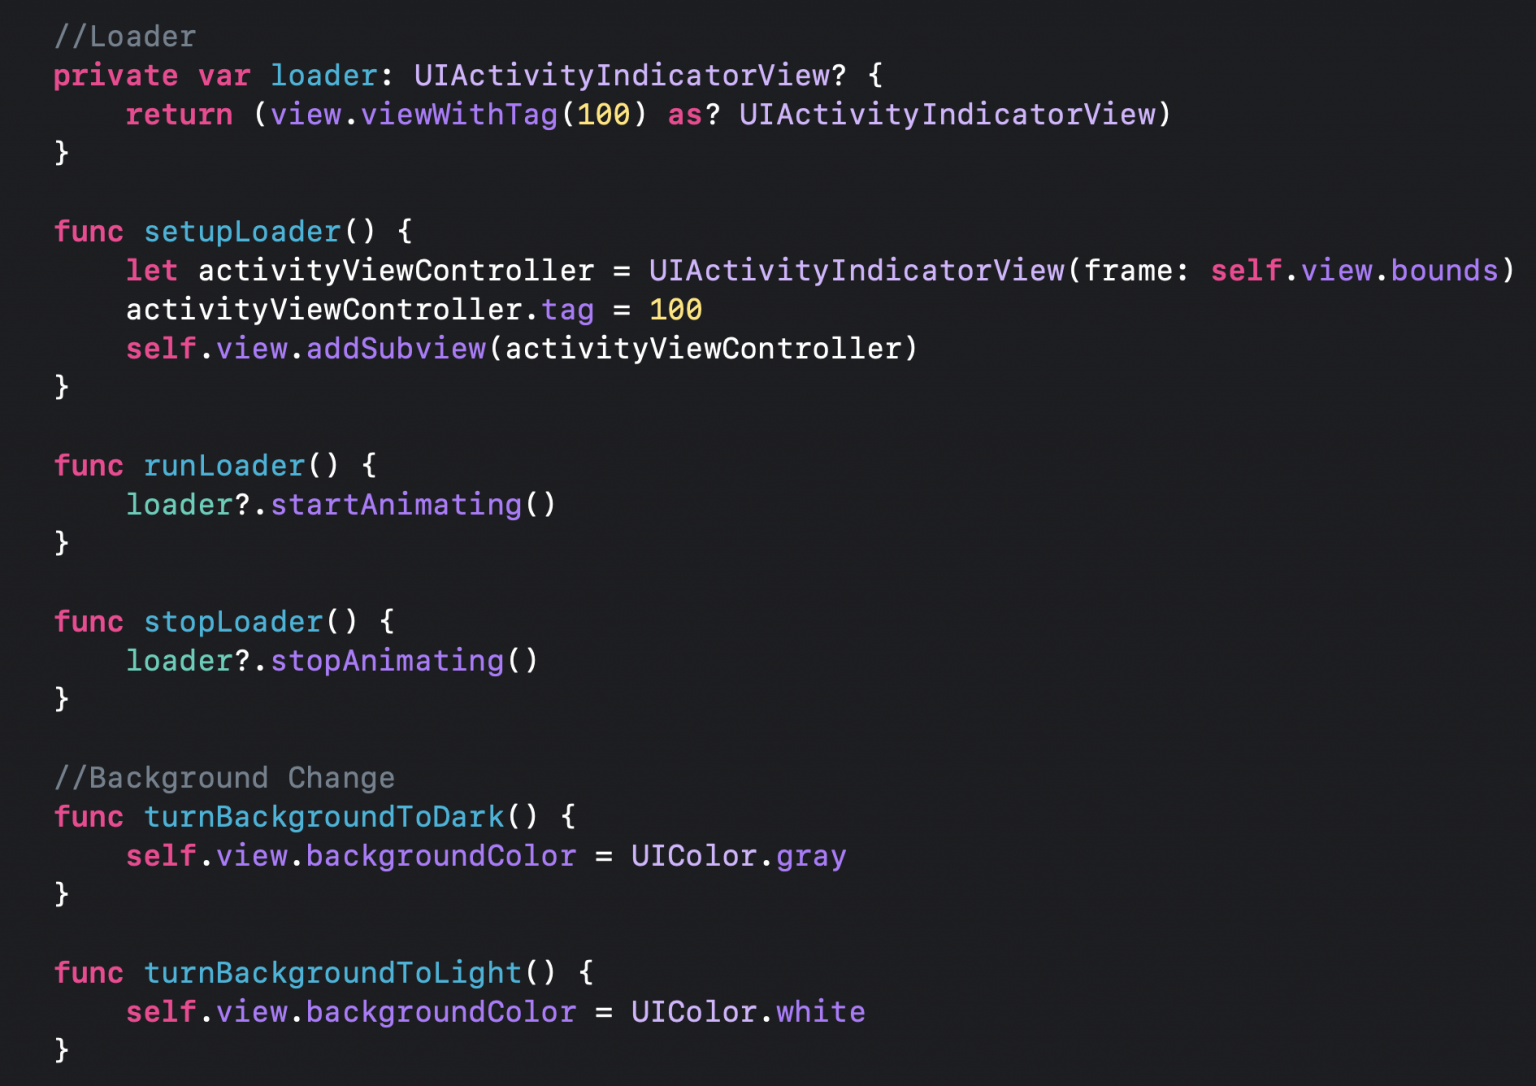 //Loader
private var loader: UIActivityIndicatorView? {
    return (view.viewWithTag(100) as? UIActivityIndicatorView)
}

func setupLoader() {
    let activityViewController = UIActivityIndicatorView(frame: self.view.bounds)
    activityViewController.tag = 100
    self.view.addSubview(activityViewController)
}

func runLoader() {
    loader?.startAnimating()
}

func stopLoader() {
    loader?.stopAnimating()
}

//Background Change
func turnBackgroundToDark() {
    self.view.backgroundColor = UIColor.gray
}

func turnBackgroundToLight() {
    self.view.backgroundColor = UIColor.white
}